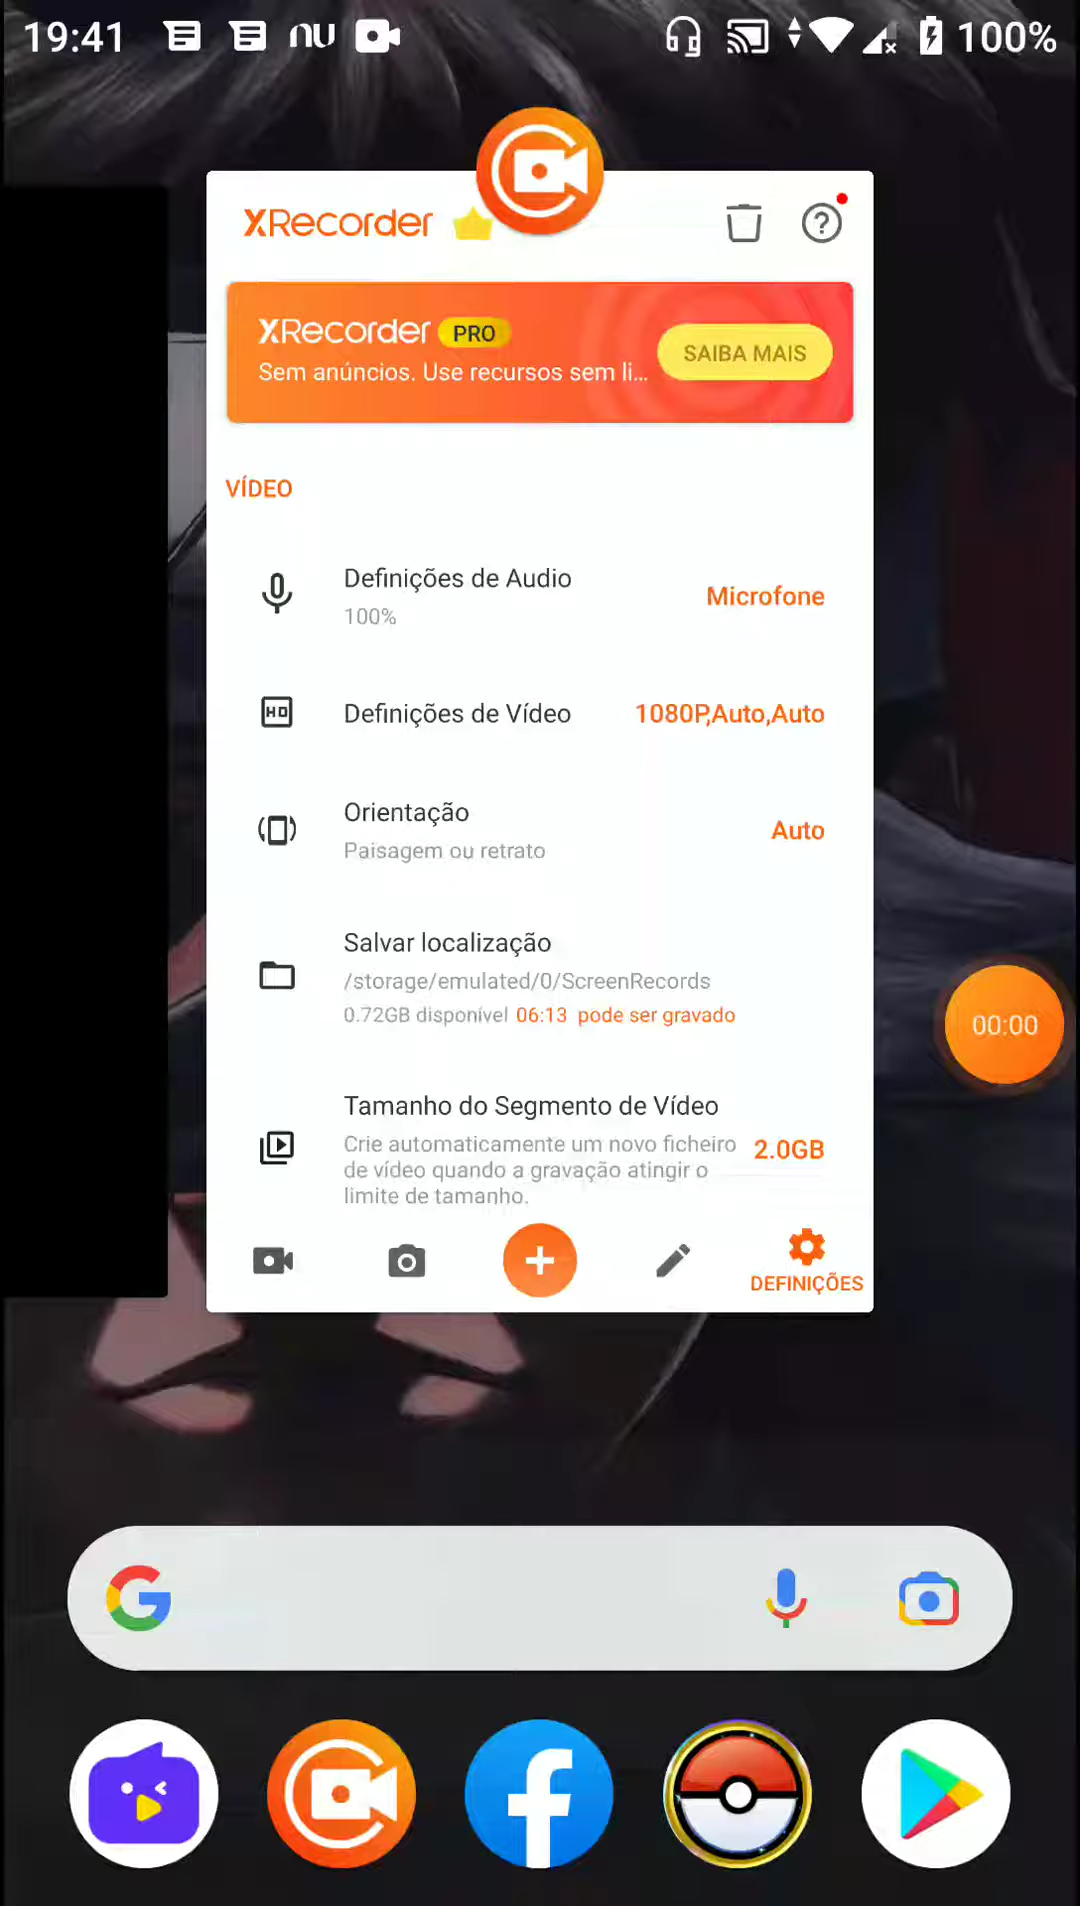 19:41 nu 100%
XRecorder
XRecorder PRO
Sem anúncios. Use recursos sem li...
SAIBA MAIS
VÍDEO
Definições de Audio
100%
Microfone
HD
Definições de Vídeo
1080P,Auto,Auto
Orientação
Paisagem ou retrato
Auto
Salvar localização
/storage/emulated/0/ScreenRecords
0.72GB disponível 06:13 pode ser gravado
00:00
Tamanho do Segmento de Vídeo
Crie automaticamente um novo ficheiro
de vídeo quando a gravação atingir o
limite de tamanho.
2.0GB
DEFINIÇÕES